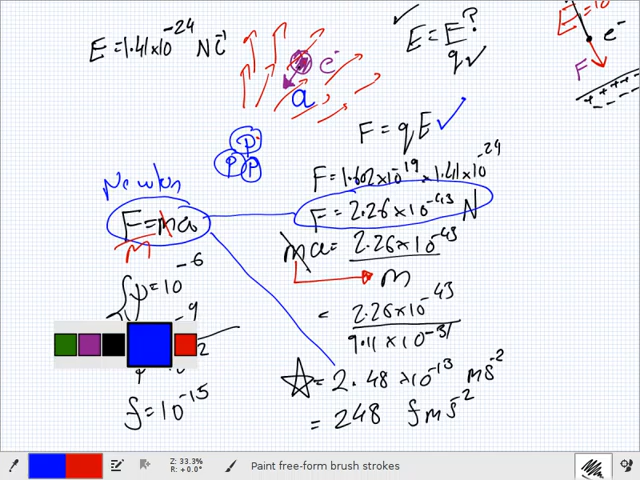 E = 1.41×10⁻²⁴ N C⁻¹
e⁻
a
E = E?
q
E=10
e⁻
F
++++
F = qE
P
P P
Newton
F = ma
m
F = 1.602×10⁻¹⁹ × 1.41×10⁻²⁴
F = 2.26×10⁻⁴³ N
ma = 2.26×10⁻⁴³
m
μ = 10⁻⁶
-9
2
= 2.26×10⁻⁴³
9.11×10⁻³¹
= 2.48×10⁻¹³ ms⁻²
= 248 fms⁻²
f = 10⁻¹⁵
Z: 33.3%
R: +0.0°
Paint free-form brush strokes